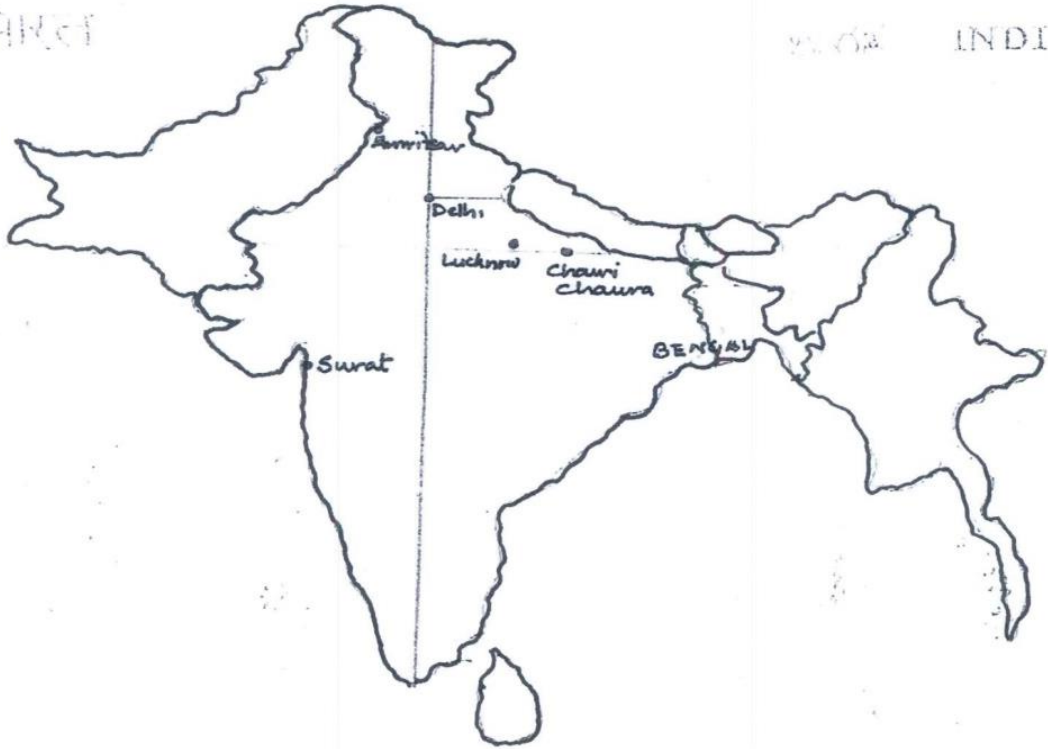 INDI
Amritsar
Delhi
Lucknow
Chauri
Chaura
BENGAL
Surat